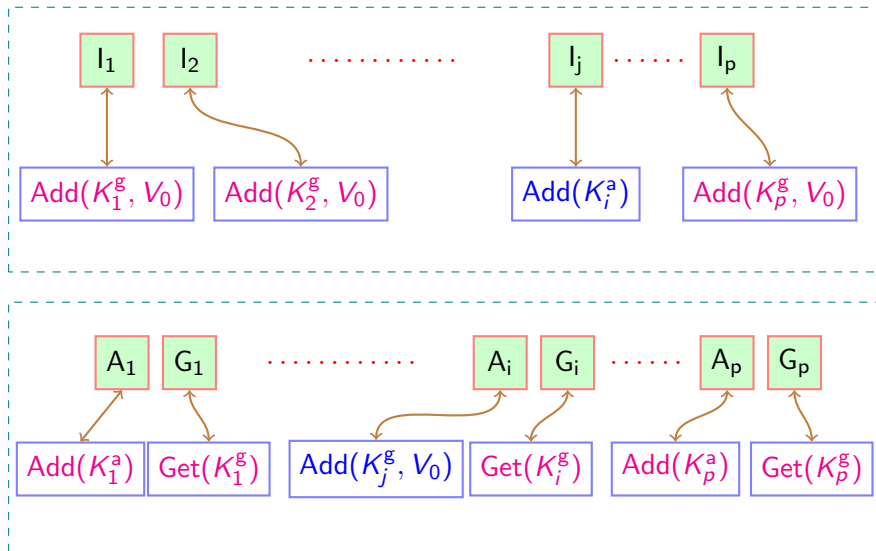 I₁ I₂ ............ Iⱼ ...... Iₚ
Add(K₁ᵍ, V₀) Add(K₂ᵍ, V₀) Add(Kᵢᵃ) Add(Kₚᵍ, V₀)
A₁ G₁ ............ Aᵢ Gᵢ ...... Aₚ Gₚ
Add(K₁ᵃ) Get(K₁ᵍ) Add(Kⱼᵍ, V₀) Get(Kᵢᵍ) Add(Kₚᵃ) Get(Kₚᵍ)